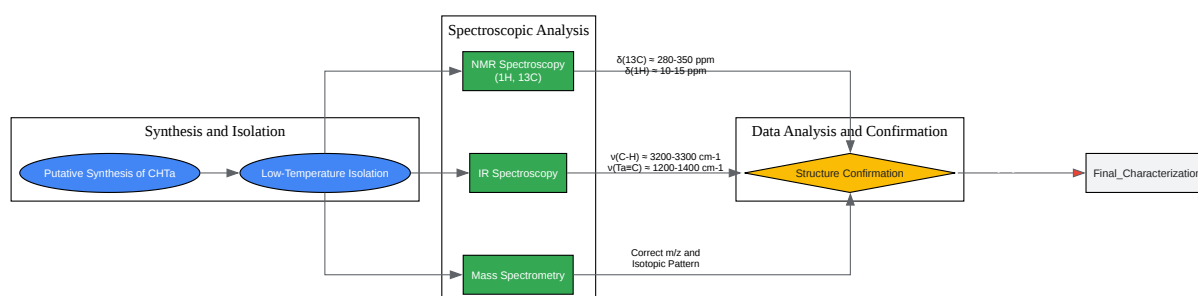 Spectroscopic Analysis
NMR Spectroscopy
(1H, 13C)
δ(13C) ≈ 280-350 ppm
δ(1H) ≈ 10-15 ppm
Synthesis and Isolation
Putative Synthesis of CHTa
Low-Temperature Isolation
IR Spectroscopy
ν(C-H) ≈ 3200-3300 cm-1
ν(Ta≡C) ≈ 1200-1400 cm-1
Data Analysis and Confirmation
Structure Confirmation
Final_Characterization
Mass Spectrometry
Correct m/z and
Isotopic Pattern